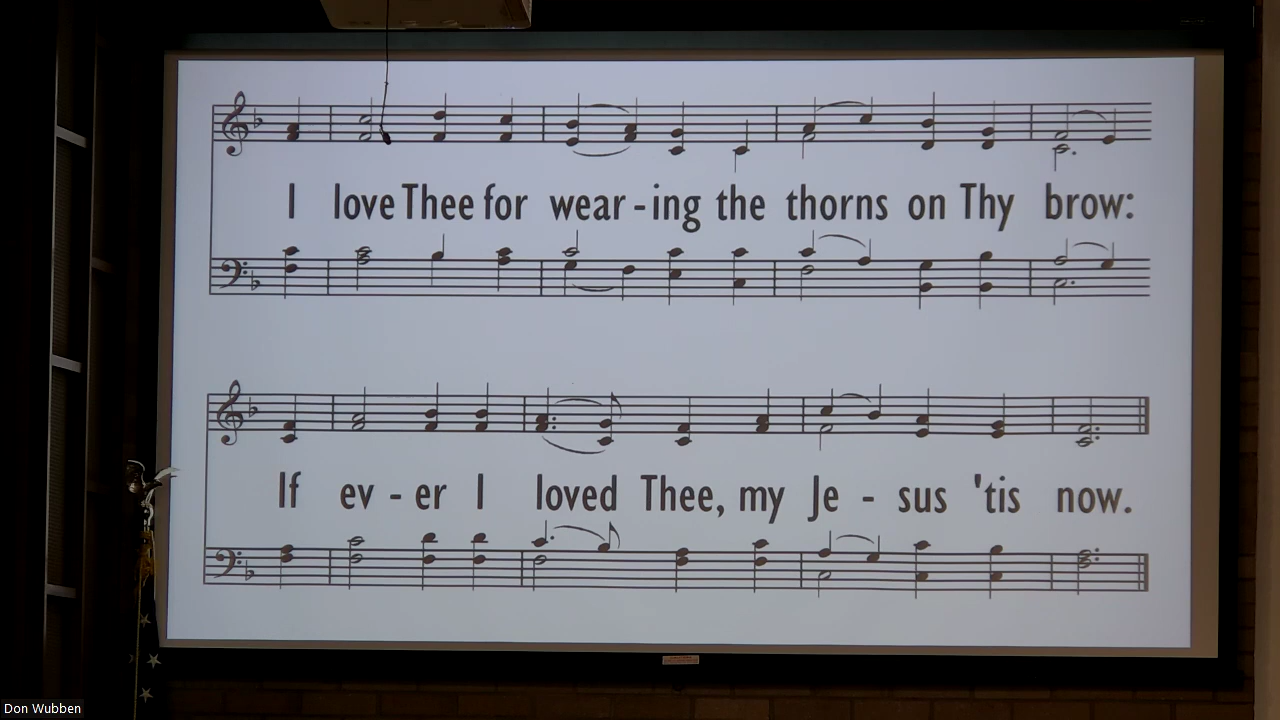 I love Thee for wear - ing the thorns on Thy brow:
If ev - er I loved Thee, my Je - sus 'tis now.
Don Wubben